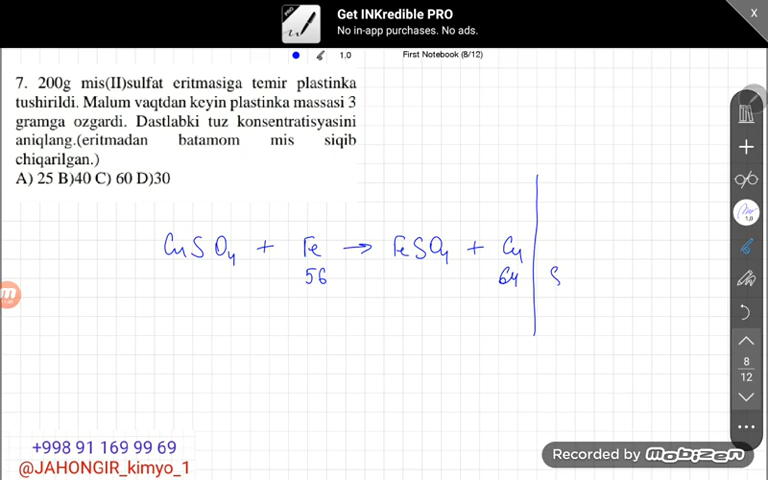 Get INKredible PRO
No in-app purchases. No ads.
X
1.0
First Notebook (8/12)
7. 200g mis(II)sulfat eritmasiga temir plastinka
tushirildi. Malum vaqtdan keyin plastinka massasi 3
gramga ozgardi. Dastlabki tuz konsentratisyasini
aniqlang.(eritmadan batamom mis siqib
chiqarilgan.)
A) 25 B)40 C) 60 D)30
CuSO4 + Fe → FeSO4 + Cu
56 64
8
12
+998 91 169 99 69
@JAHONGIR_kimyo_1
Recorded by mobizen